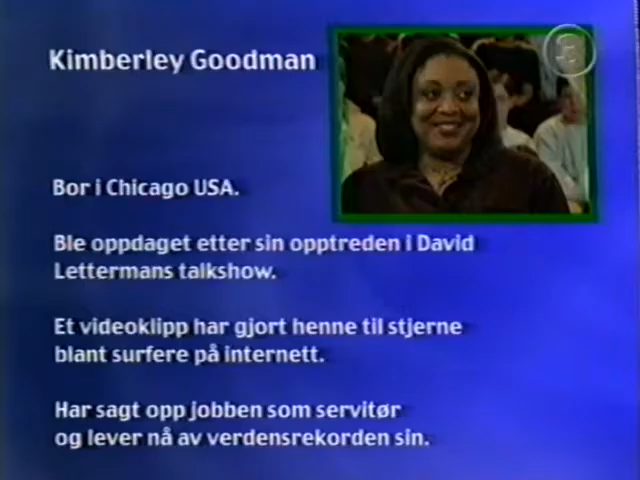 Kimberley Goodman
3
Bor i Chicago USA.
Ble oppdaget etter sin opptreden i David
Lettermans talkshow.
Et videoklipp har gjort henne til stjerne
blant surfere på internett.
Har sagt opp jobben som servitør
og lever nå av verdensrekorden sin.